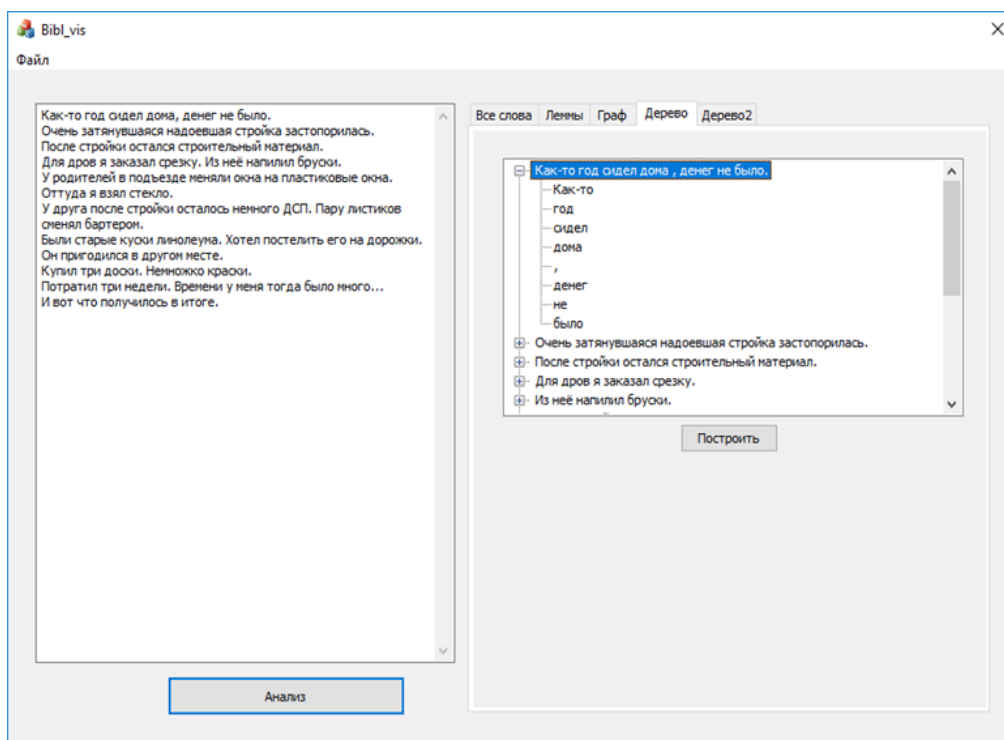 Bibl_vis
Файл
Как-то год сидел дома, денег не было.
Очень затянувшаяся надоевшая стройка застопорилась.
После стройки остался строительный материал.
Для дров я заказал срезку. Из неё напилил бруски.
У родителей в подъезде меняли окна на пластиковые окна.
Оттуда я взял стекло.
У друга после стройки осталось немного ДСП. Пару листиков
сменял бартером.
Были старые куски линолеума. Хотел постелить его на дорожки.
Он пригодился в другом месте.
Купил три доски. Немножко краски.
Потратил три недели. Времени у меня тогда было много...
И вот что получилось в итоге.
Анализ
Все слова Леммы Граф Дерево Дерево2
Как-то год сидел дома , денег не было.
Как-то
год
сидел
дома
,
денег
не
было
Очень затянувшаяся надоевшая стройка застопорилась.
После стройки остался строительный материал.
Для дров я заказал срезку.
Из неё напилил бруски.
Построить